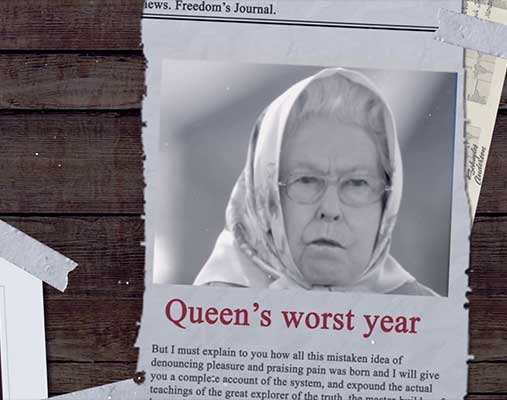 news. Freedom's Journal.
Queen's worst year
But I must explain to you how all this mistaken idea of
denouncing pleasure and praising pain was born and I will give
you a complete account of the system, and expound the actual
teachings of the great explorer of the truth, the master